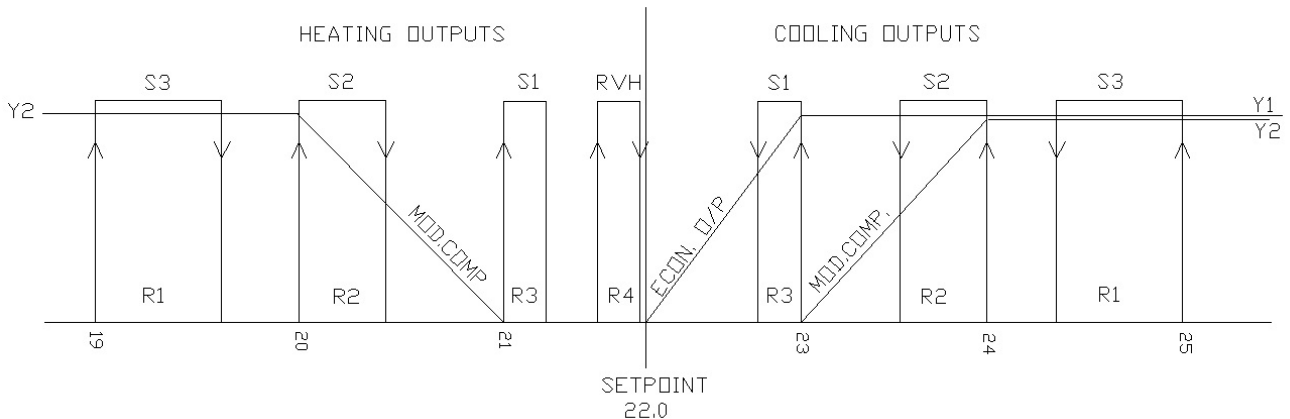 HEATING OUTPUTS
COOLING OUTPUTS
S3
S2
S1
RVH
S1
S2
S3
Y2
Y1
Y2
MOD.COMP
ECON. O/P
MOD.COMP.
R1
R2
R3
R4
R3
R2
R1
19
20
21
23
24
25
SETPOINT
22.0